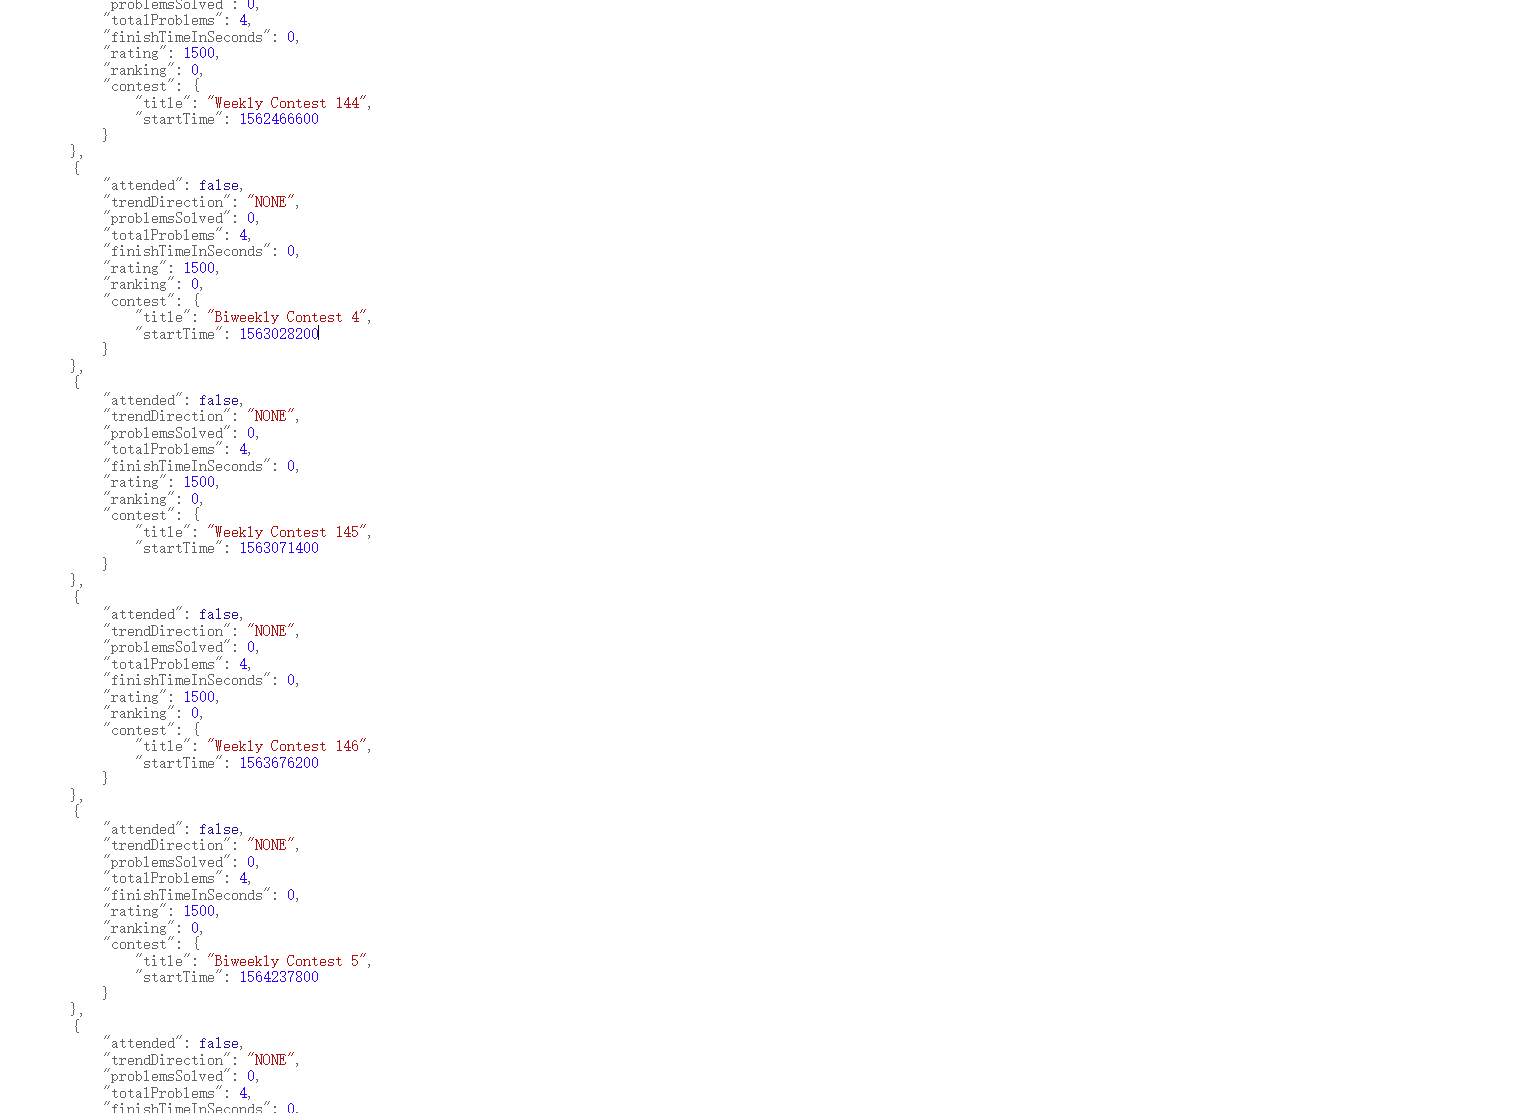 "problemsSolved": 0,
"totalProblems": 4,
"finishTimeInSeconds": 0,
"rating": 1500,
"ranking": 0,
"contest": {
"title": "Weekly Contest 144",
"startTime": 1562466600
}
},
{
"attended": false,
"trendDirection": "NONE",
"problemsSolved": 0,
"totalProblems": 4,
"finishTimeInSeconds": 0,
"rating": 1500,
"ranking": 0,
"contest": {
"title": "Biweekly Contest 4",
"startTime": 1563028200
}
},
{
"attended": false,
"trendDirection": "NONE",
"problemsSolved": 0,
"totalProblems": 4,
"finishTimeInSeconds": 0,
"rating": 1500,
"ranking": 0,
"contest": {
"title": "Weekly Contest 145",
"startTime": 1563071400
}
},
{
"attended": false,
"trendDirection": "NONE",
"problemsSolved": 0,
"totalProblems": 4,
"finishTimeInSeconds": 0,
"rating": 1500,
"ranking": 0,
"contest": {
"title": "Weekly Contest 146",
"startTime": 1563676200
}
},
{
"attended": false,
"trendDirection": "NONE",
"problemsSolved": 0,
"totalProblems": 4,
"finishTimeInSeconds": 0,
"rating": 1500,
"ranking": 0,
"contest": {
"title": "Biweekly Contest 5",
"startTime": 1564237800
}
},
{
"attended": false,
"trendDirection": "NONE",
"problemsSolved": 0,
"totalProblems": 4,
"finishTimeInSeconds": 0,